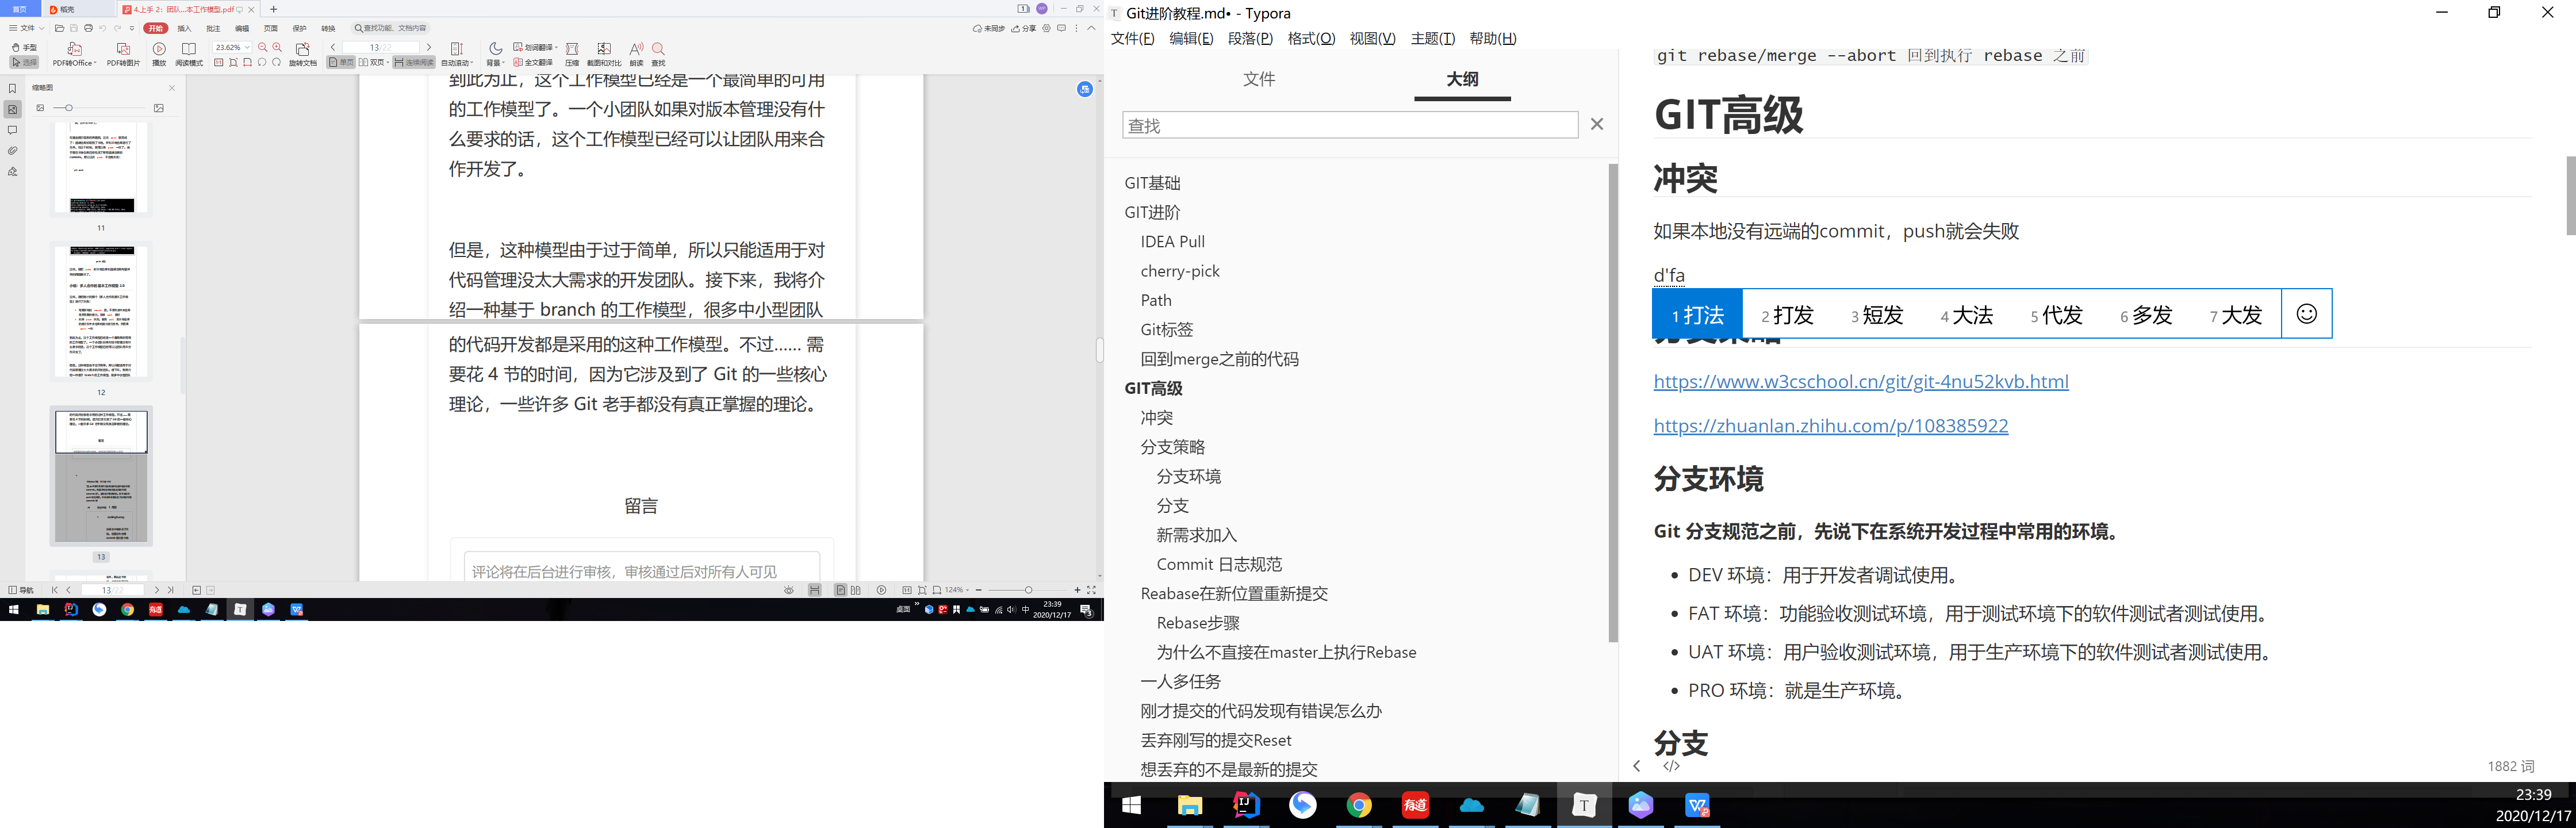 首页
稻壳
4.上手 2：团队...本工作模型.pdf
文件
开始
插入
批注
编辑
页面
保护
转换
查找功能、文档内容
未同步
分享
手型
选择
PDF转Office
PDF转图片
播放
阅读模式
23.62%
旋转文档
13/22
单页
双页
连续阅读
自动滚动
背景
划词翻译
全文翻译
压缩
截图和对比
朗读
查找
缩略图
11
12
13
到此为止，这个工作模型已经是一个最简单的可用
的工作模型了。一个小团队如果对版本管理没有什
么要求的话，这个工作模型已经可以让团队用来合
作开发了。
但是，这种模型由于过于简单，所以只能适用于对
代码管理没太大需求的开发团队。接下来，我将介
绍一种基于 branch 的工作模型，很多中小型团队
的代码开发都是采用的这种工作模型。不过…… 需
要花 4 节的时间，因为它涉及到了 Git 的一些核心
理论，一些许多 Git 老手都没有真正掌握的理论。
留言
评论将在后台进行审核，审核通过后对所有人可见
导航
13/22
124%
桌面
中
23:39
2020/12/17
3
Git进阶教程.md• - Typora
文件(F) 编辑(E) 段落(P) 格式(O) 视图(V) 主题(T) 帮助(H)
文件
大纲
查找
GIT基础
GIT进阶
IDEA Pull
cherry-pick
Path
Git标签
回到merge之前的代码
GIT高级
冲突
分支策略
分支环境
分支
新需求加入
Commit 日志规范
Reabase在新位置重新提交
Rebase步骤
为什么不直接在master上执行Rebase
一人多任务
刚才提交的代码发现有错误怎么办
丢弃刚写的提交Reset
想丢弃的不是最新的提交
git rebase/merge --abort 回到执行 rebase 之前
GIT高级
冲突
如果本地没有远端的commit，push就会失败
d'fa
1 打法 2 打发 3 短发 4 大法 5 代发 6 多发 7 大发
分支策略
https://www.w3cschool.cn/git/git-4nu52kvb.html
https://zhuanlan.zhihu.com/p/108385922
分支环境
Git 分支规范之前，先说下在系统开发过程中常用的环境。
DEV 环境：用于开发者调试使用。
FAT 环境：功能验收测试环境，用于测试环境下的软件测试者测试使用。
UAT 环境：用户验收测试环境，用于生产环境下的软件测试者测试使用。
PRO 环境：就是生产环境。
分支
1882 词
有道
23:39
2020/12/17